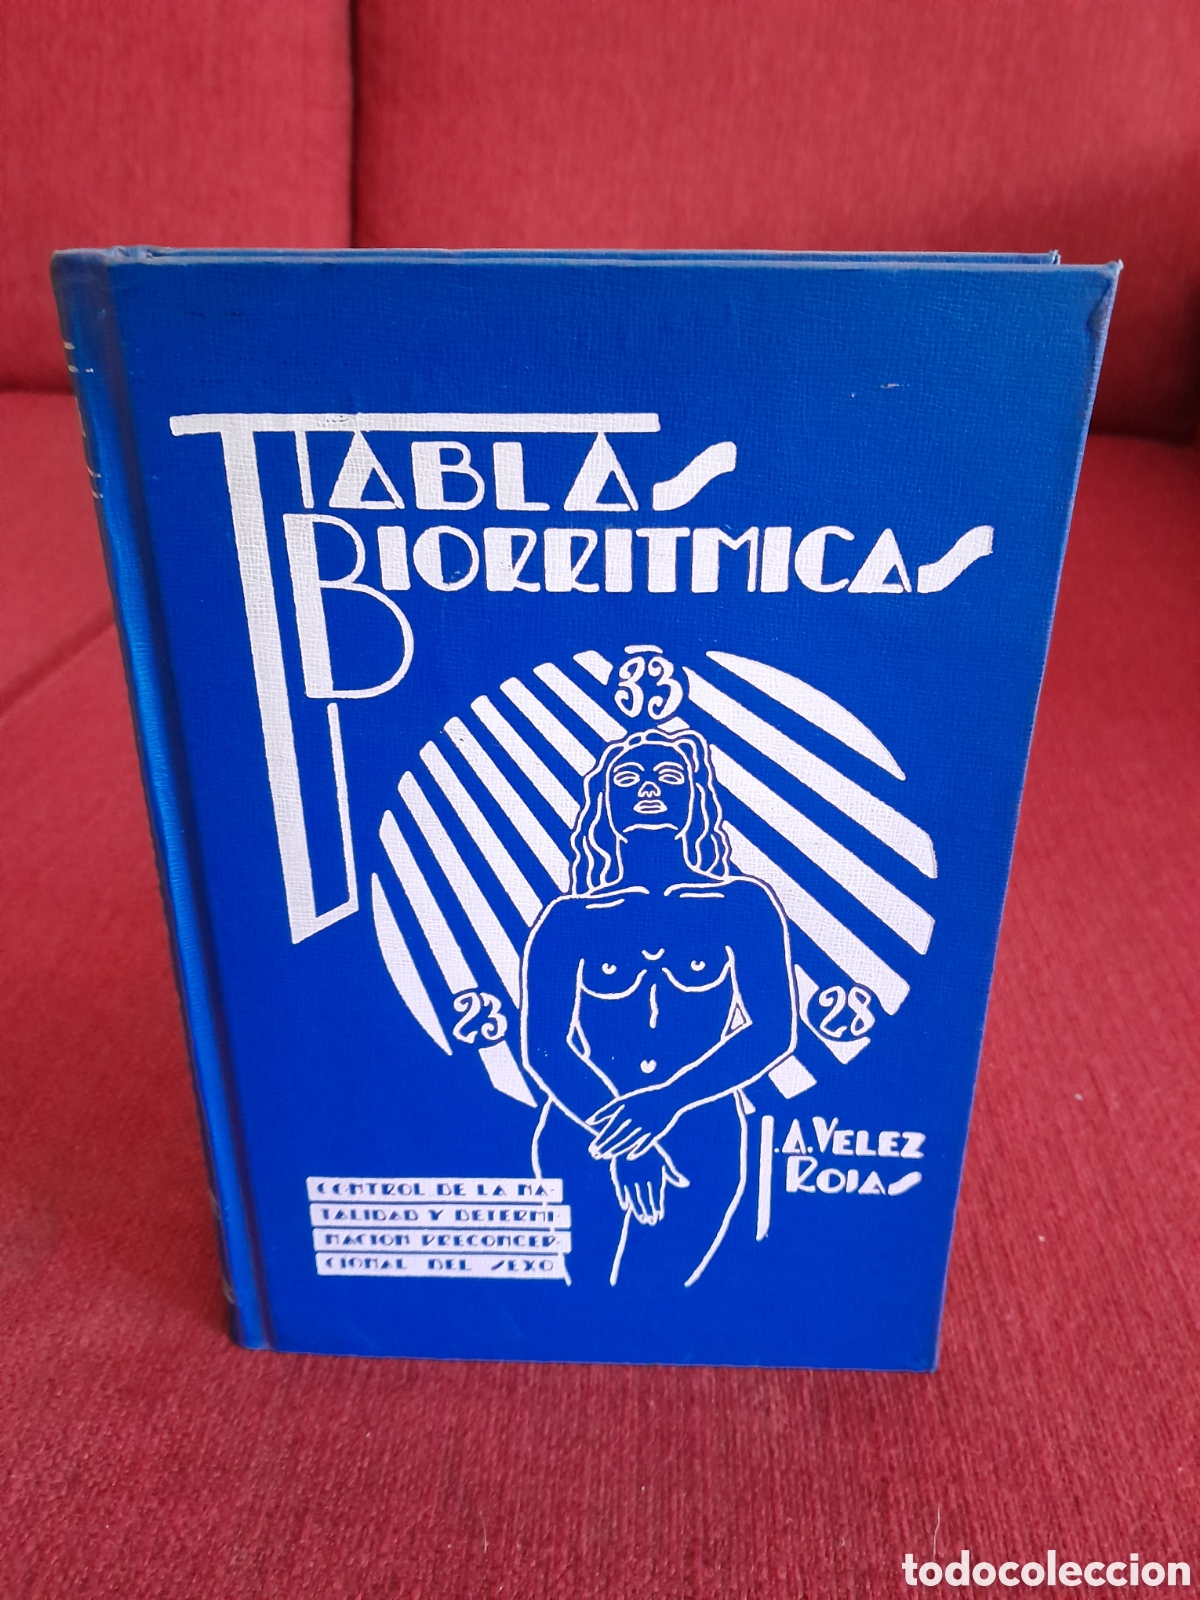 TABLAS
BIORRITMICAS
33
23
28
I.A. VELEZ
ROJAS
CONTROL DE LA NA-
TALIDAD Y DETERMI-
NACION PRECONCEP-
CIONAL DEL SEXO
todocoleccion